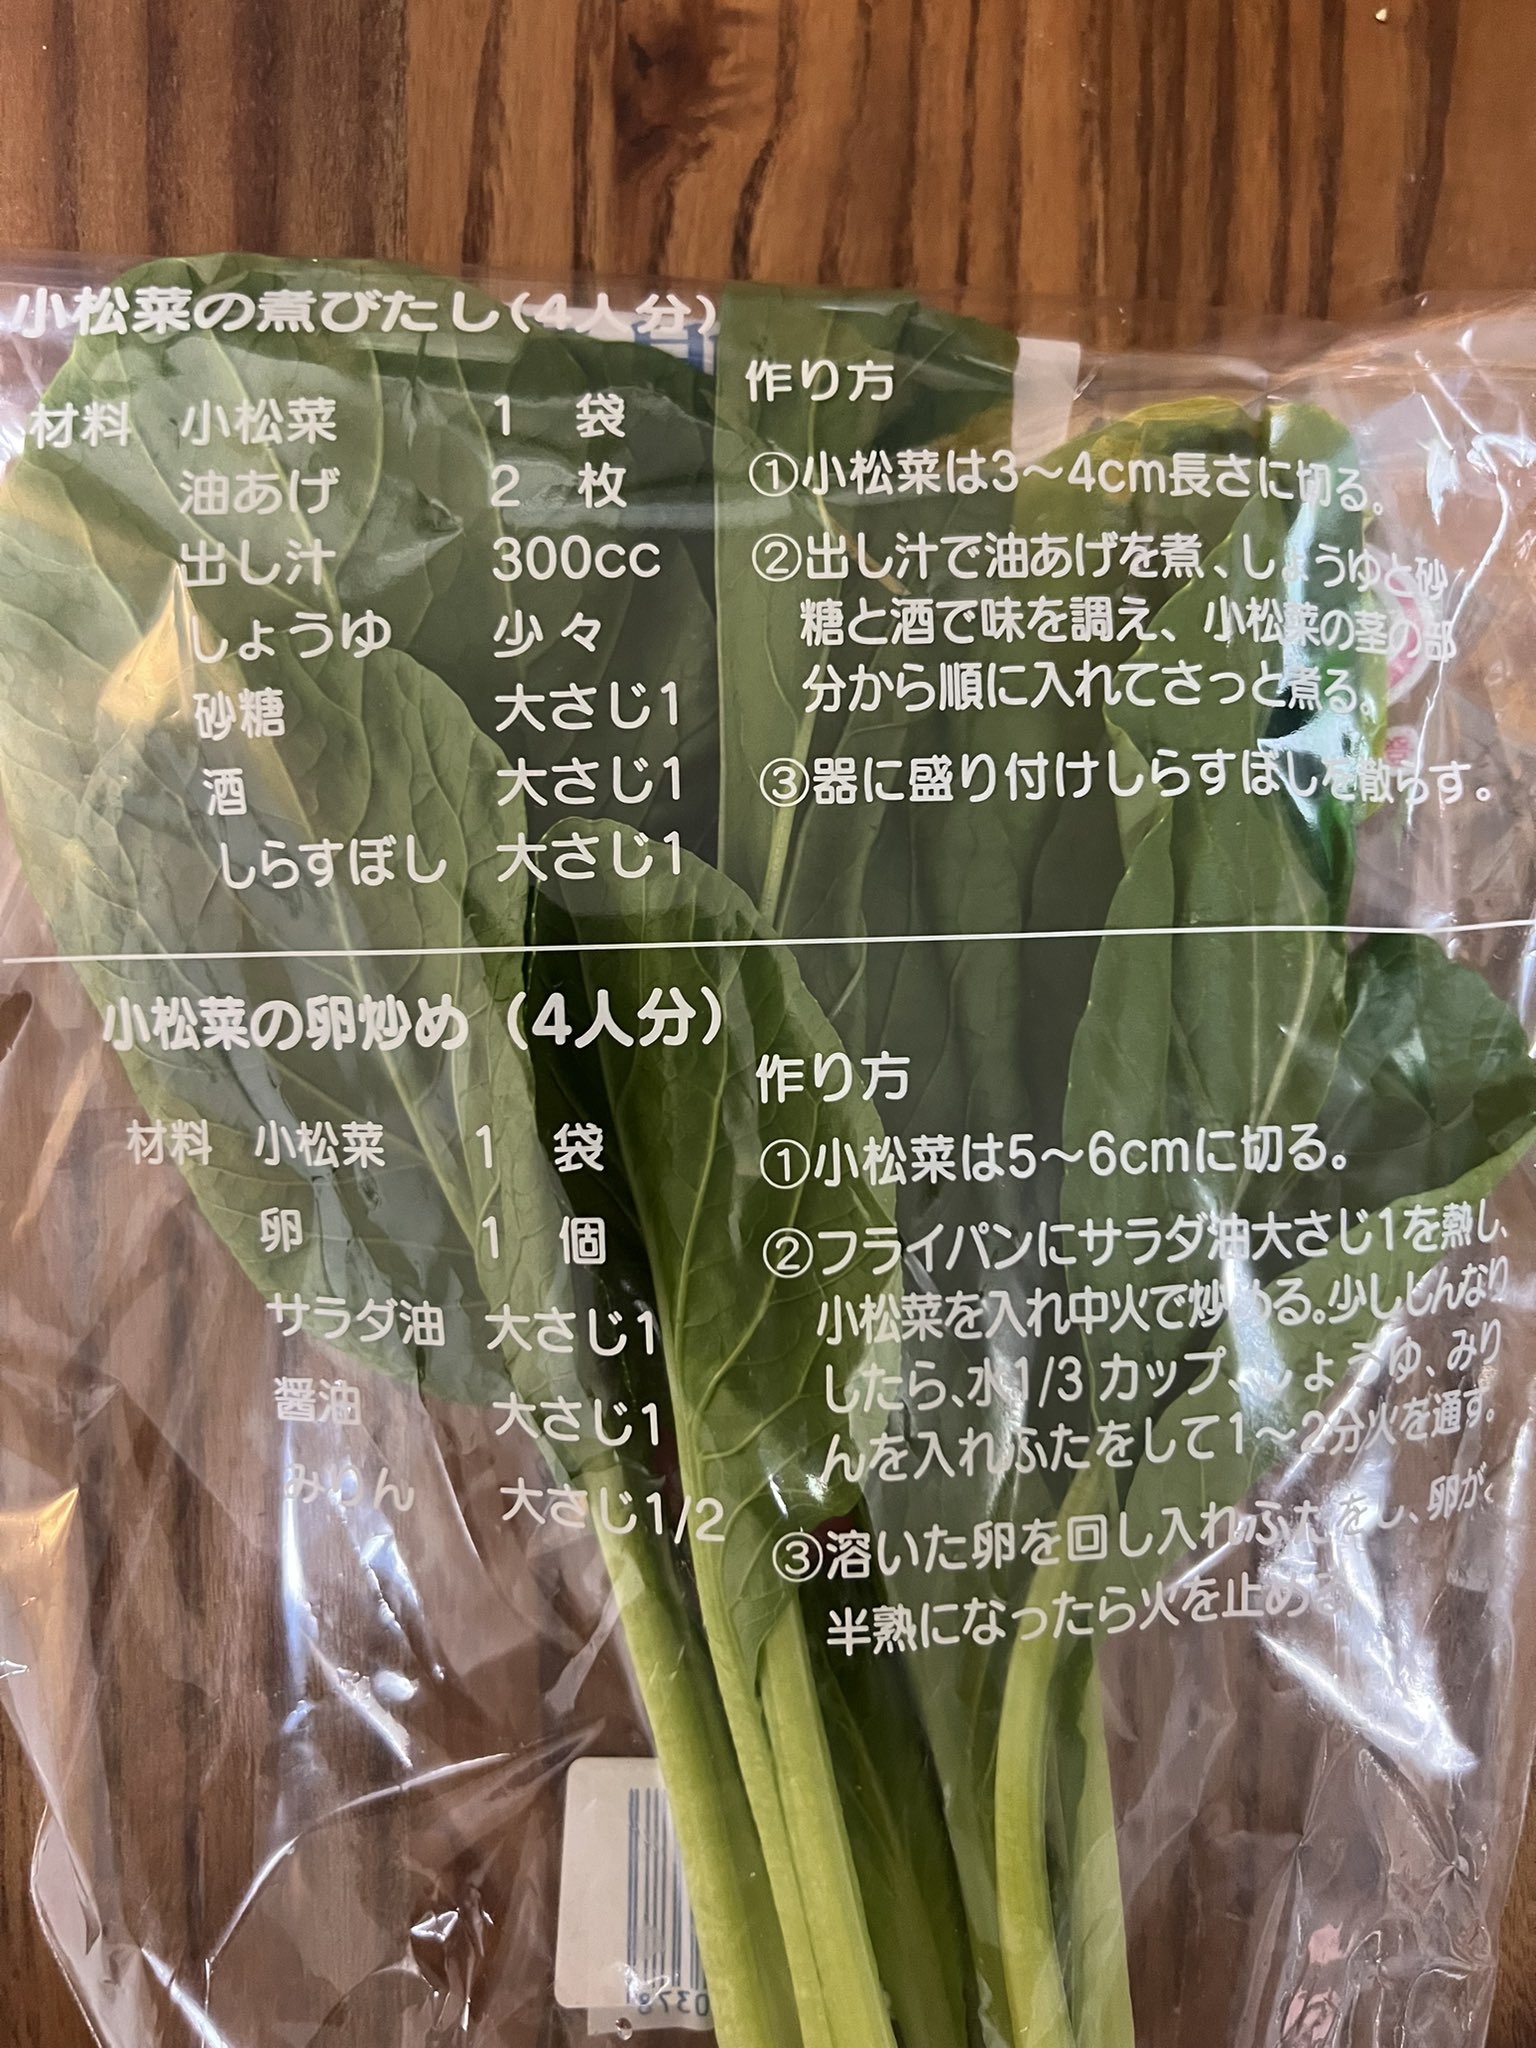 小松菜の煮びたし(4人分)
材料 小松菜 1 袋
油あげ 2 枚
出し汁 300cc
しょうゆ 少々
砂糖 大さじ1
酒 大さじ1
しらすぼし 大さじ1
作り方
①小松菜は3～4cm長さに切る。
②出し汁で油あげを煮、しょうゆと砂
糖と酒で味を調え、小松菜の茎の部
分から順に入れてさっと煮る。
③器に盛り付けしらすぼしを散らす。
小松菜の卵炒め（4人分）
材料 小松菜 1 袋
卵 1 個
サラダ油 大さじ1
醤油 大さじ1
みりん 大さじ1/2
作り方
①小松菜は5～6cmに切る。
②フライパンにサラダ油大さじ1を熱し、
小松菜を入れ中火で炒める。少ししんなり
したら、水1/3カップ、しょうゆ、みり
んを入れふたをして1～2分火を通す。
③溶いた卵を回し入れふたをし、卵が
半熟になったら火を止める